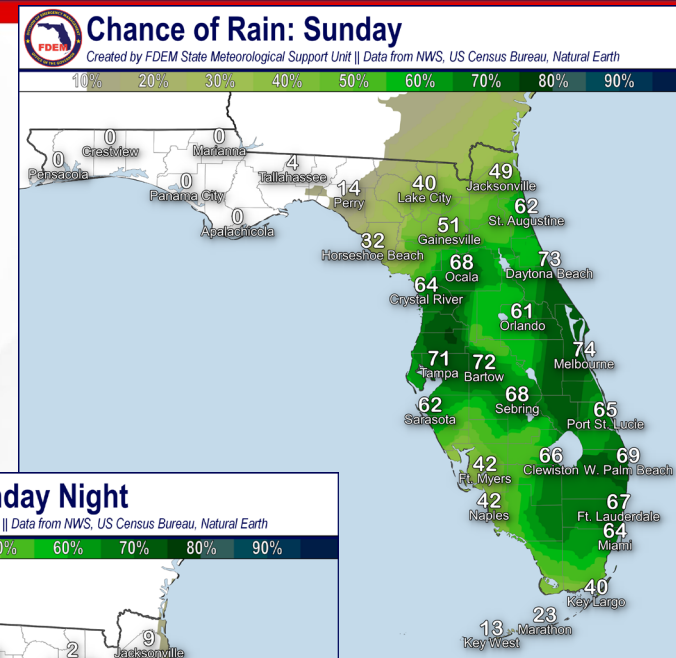 FDEM
Chance of Rain: Sunday
Created by FDEM State Meteorological Support Unit || Data from NWS, US Census Bureau, Natural Earth
10% 20% 30% 40% 50% 60% 70% 80% 90%
0
Crestview
0
Marianna
0
Pensacola
4
Tallahassee
0
Panama City
14
Perry
40
Lake City
49
Jacksonville
0
Apalachicola
62
St. Augustine
51
Gainesville
32
Horseshoe Beach
68
Ocala
73
Daytona Beach
64
Crystal River
61
Orlando
74
Melbourne
71
Tampa
72
Bartow
68
Sebring
62
Sarasota
65
Port St. Lucie
66
Clewiston
69
W. Palm Beach
42
Ft. Myers
42
Naples
67
Ft. Lauderdale
64
Miami
40
Key Largo
23
Marathon
13
Key West
day Night
|| Data from NWS, US Census Bureau, Natural Earth
0% 60% 70% 80% 90%
9
Jacksonville
2